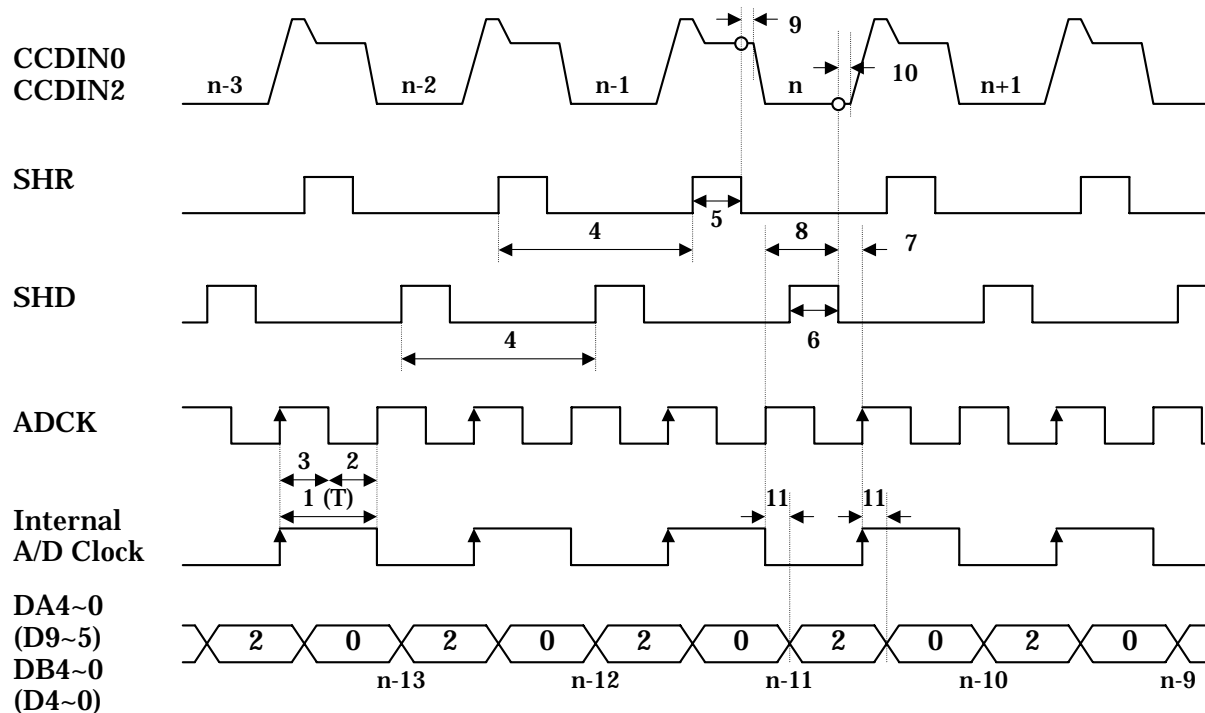 9
CCDIN0
CCDIN2
n-3 n-2 n-1 n n+1
10
SHR
5
4 8 7
SHD
4 6
ADCK
3 2
1 (T) 11 11
Internal
A/D Clock
DA4~0
(D9~5)
2 0 2 0 2 0 2 0 2 0
DB4~0
(D4~0)
n-13 n-12 n-11 n-10 n-9